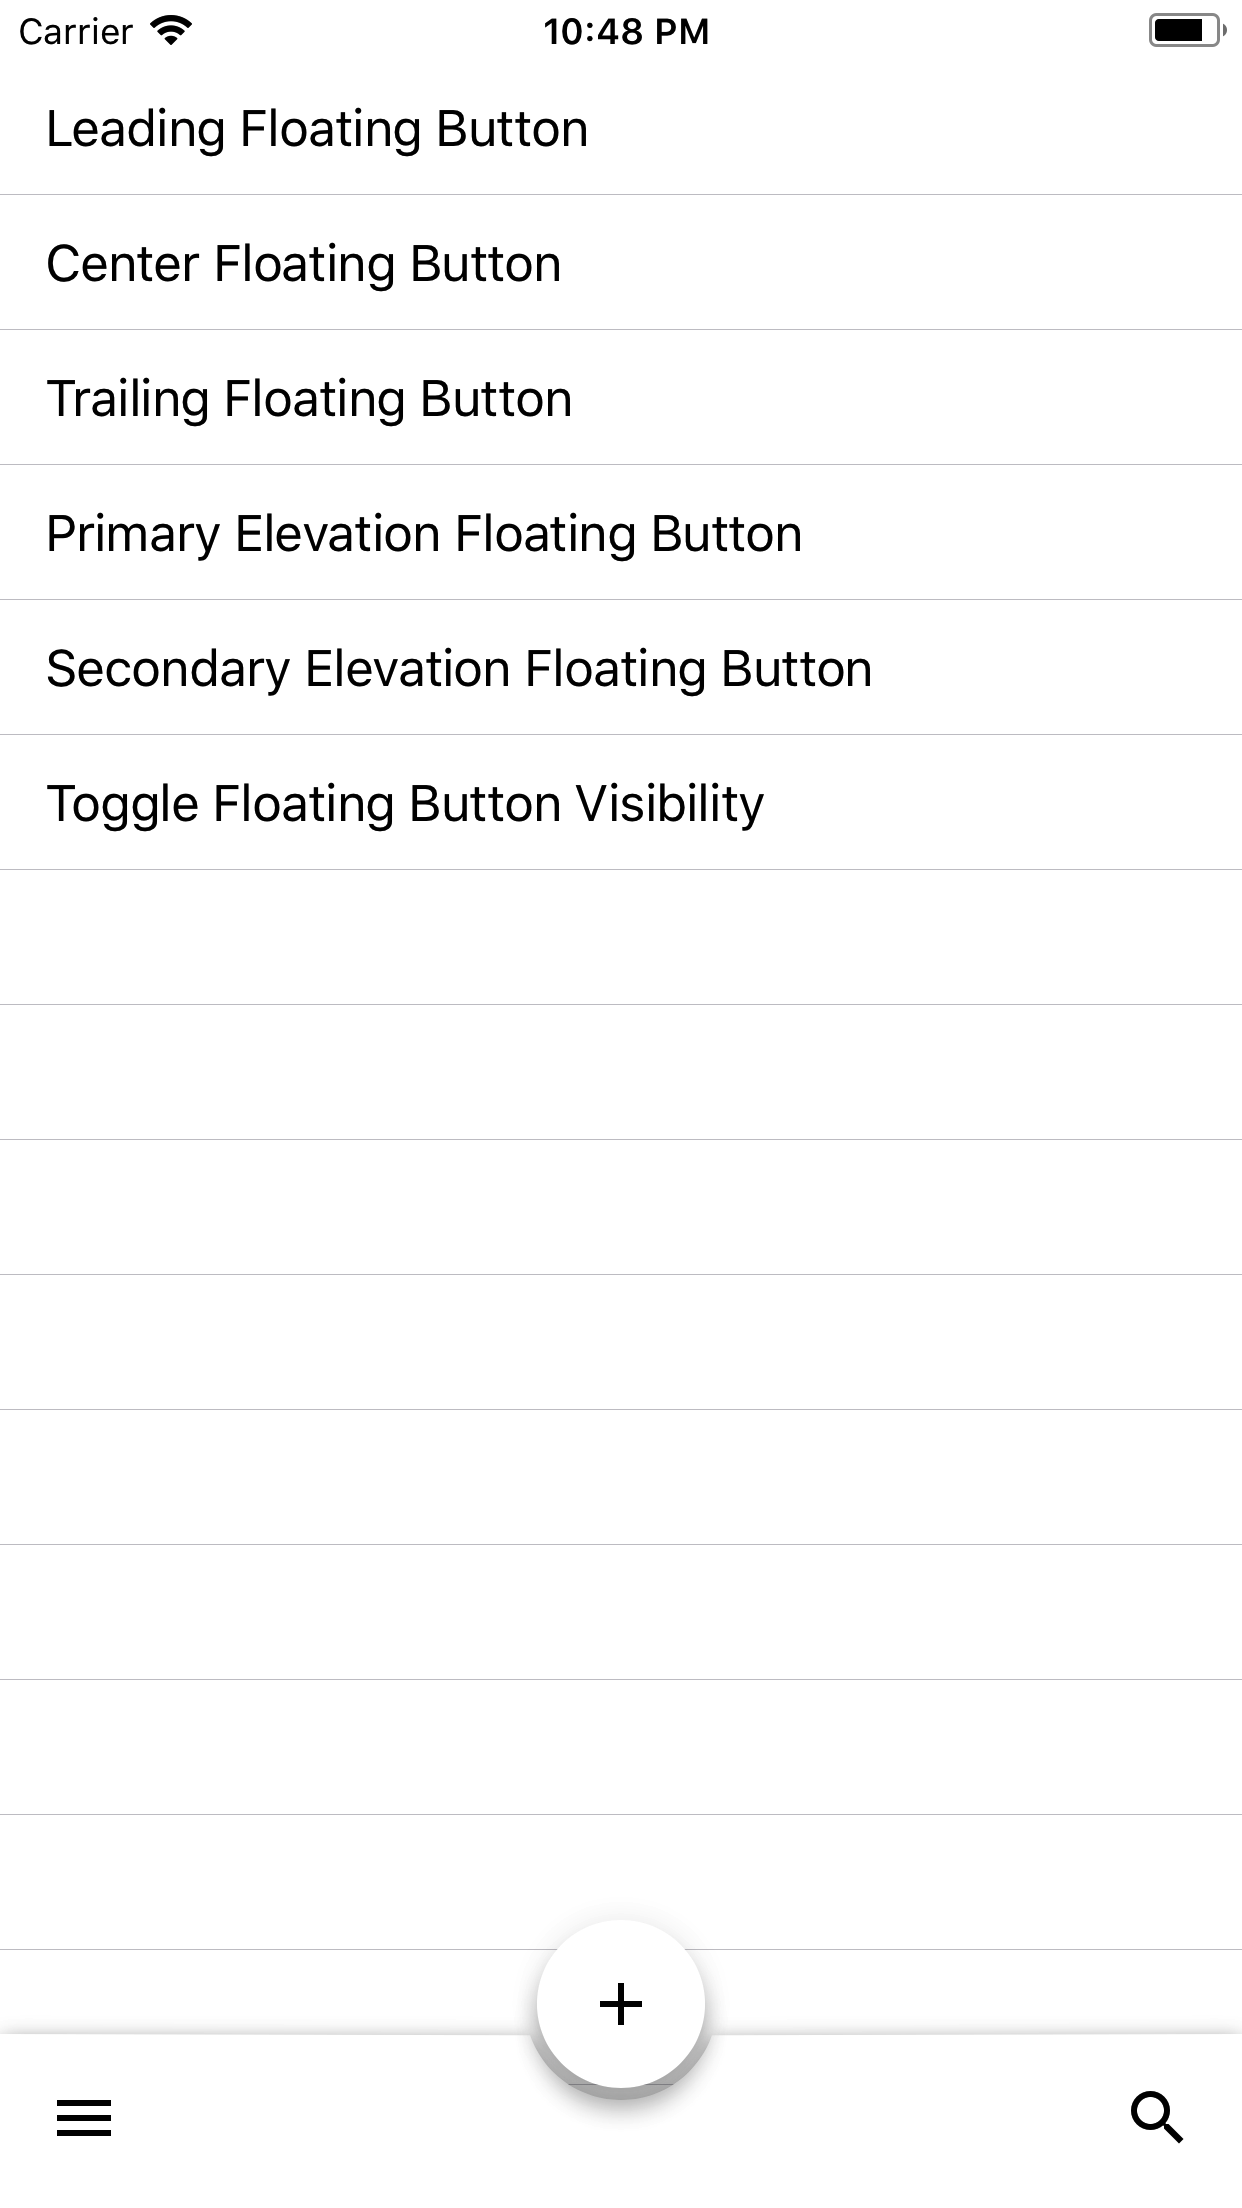 Carrier 10:48 PM
Leading Floating Button
Center Floating Button
Trailing Floating Button
Primary Elevation Floating Button
Secondary Elevation Floating Button
Toggle Floating Button Visibility